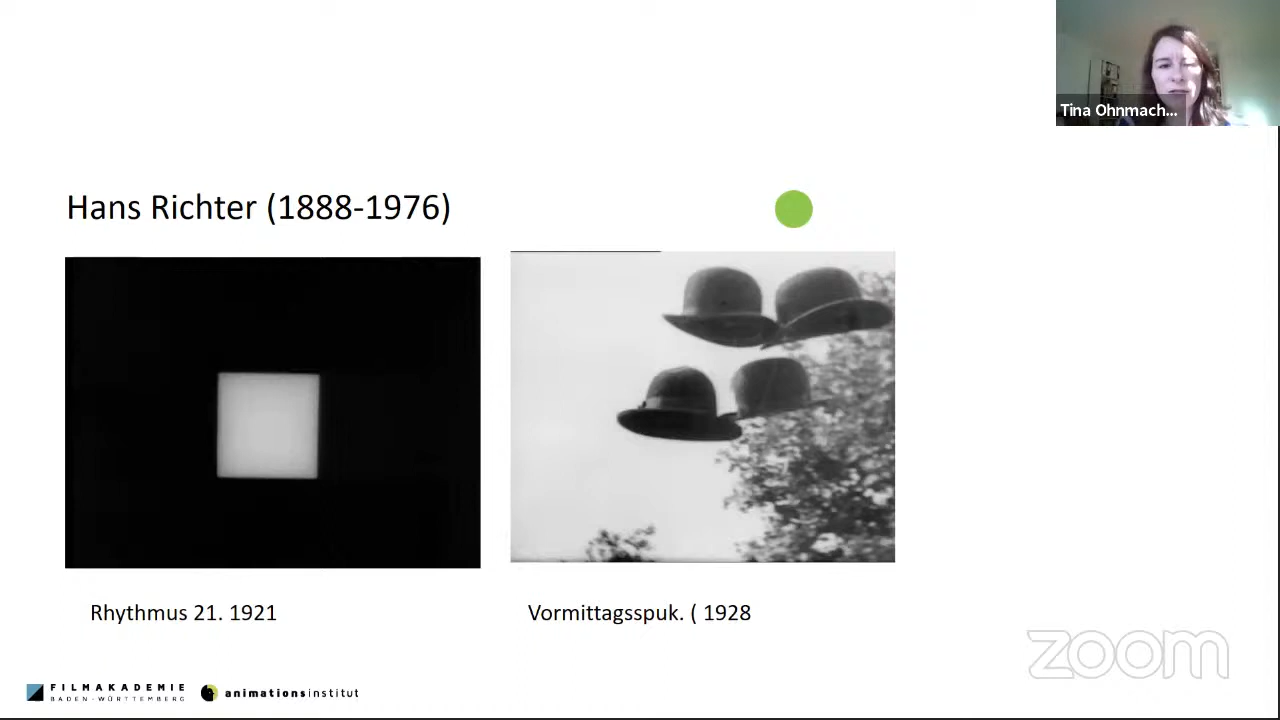 Tina Ohnmach...
Hans Richter (1888-1976)
Rhythmus 21. 1921
Vormittagsspuk. ( 1928
FILMAKADEMIE
BADEN-WÜRTTEMBERG
animationsinstitut
zoom